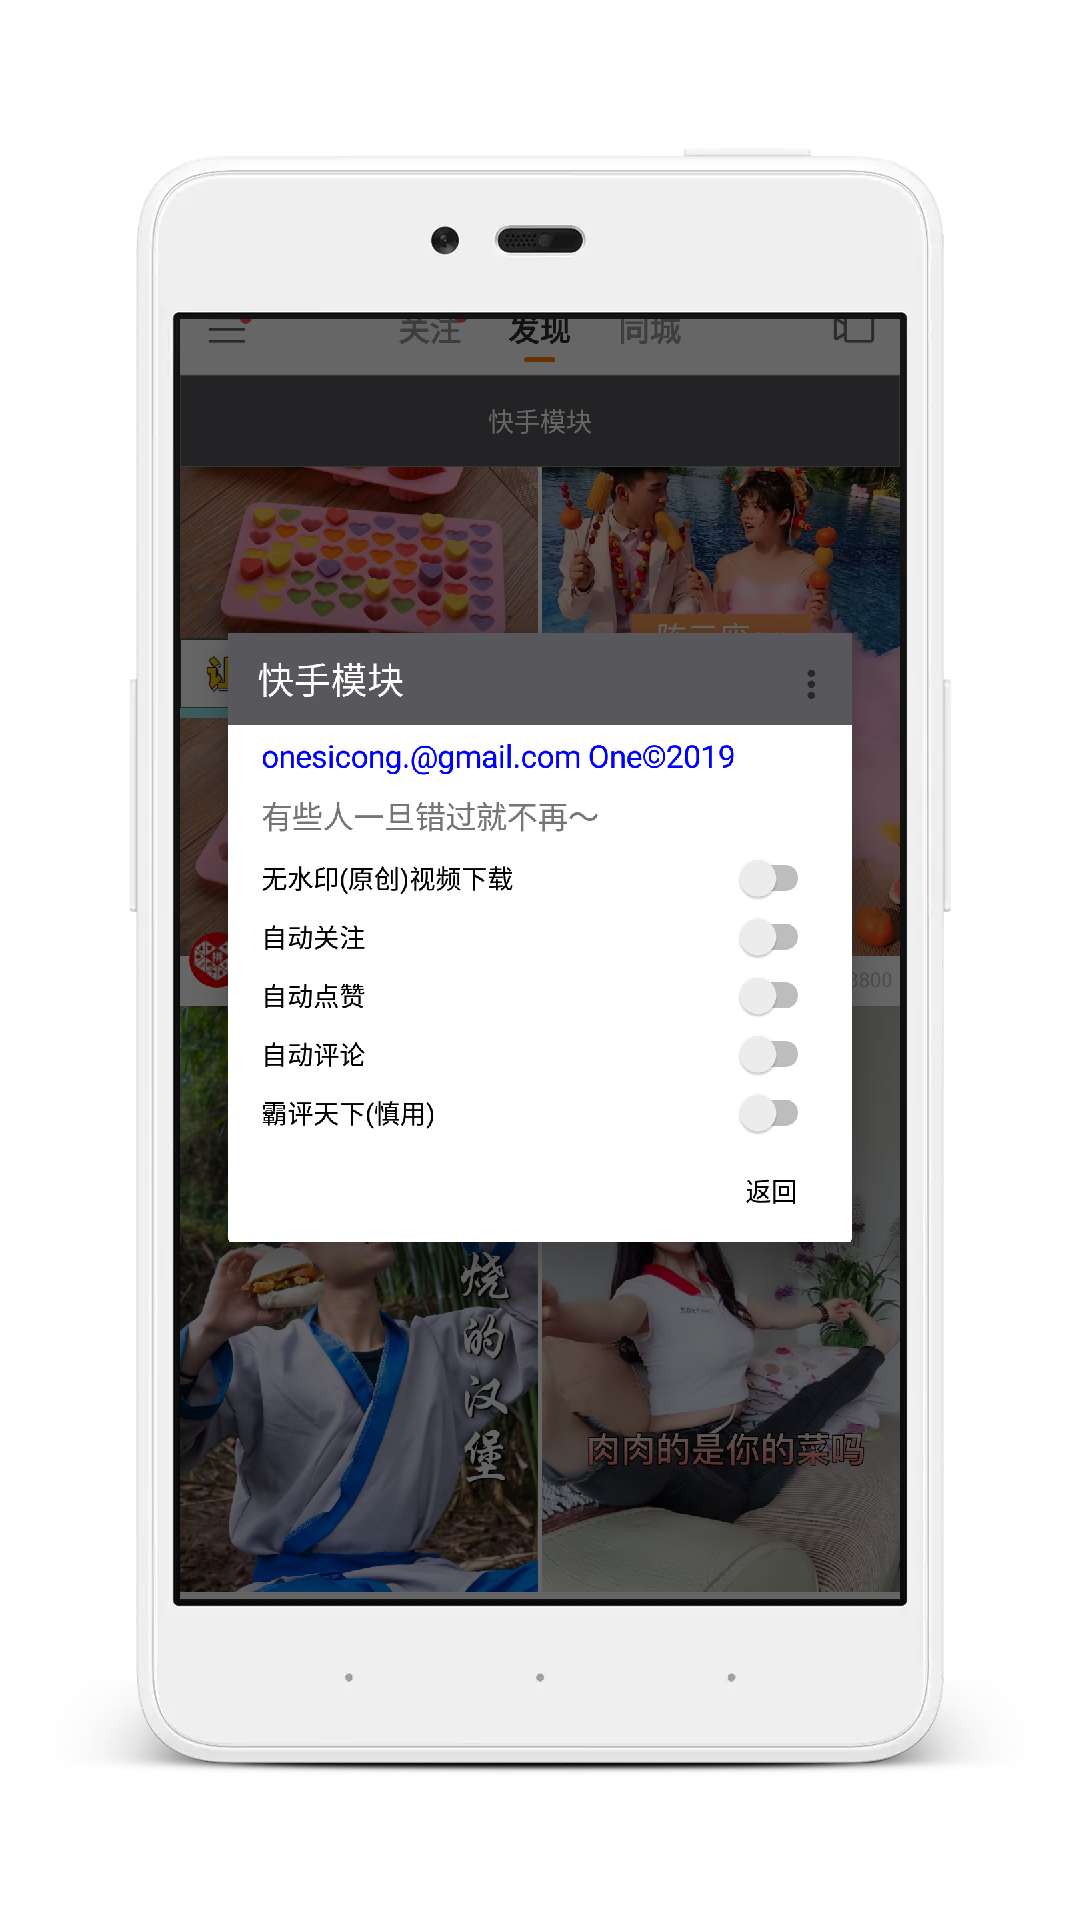 关注 发现 同城
快手模块
快手模块
onesicong.@gmail.com One©2019
有些人一旦错过就不再～
无水印(原创)视频下载
自动关注
3800
自动点赞
自动评论
霸评天下(慎用)
返回
烧的汉堡
肉肉的是你的菜吗